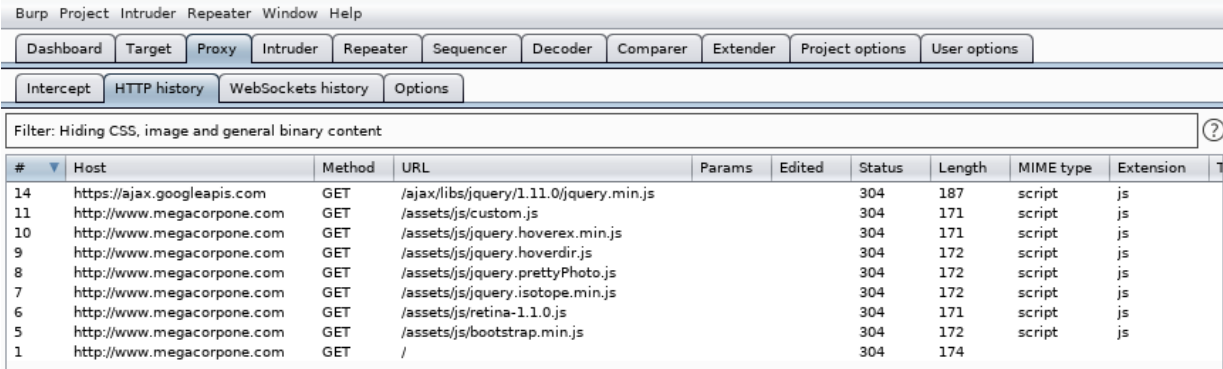 Burp Project Intruder Repeater Window Help
Dashboard Target Proxy Intruder Repeater Sequencer Decoder Comparer Extender Project options User options
Intercept HTTP history WebSockets history Options
Filter: Hiding CSS, image and general binary content ?
# Host Method URL Params Edited Status Length MIME type Extension T
14 https://ajax.googleapis.com GET /ajax/libs/jquery/1.11.0/jquery.min.js 304 187 script js
11 http://www.megacorpone.com GET /assets/js/custom.js 304 171 script js
10 http://www.megacorpone.com GET /assets/js/jquery.hoverex.min.js 304 171 script js
9 http://www.megacorpone.com GET /assets/js/jquery.hoverdir.js 304 172 script js
8 http://www.megacorpone.com GET /assets/js/jquery.prettyPhoto.js 304 172 script js
7 http://www.megacorpone.com GET /assets/js/jquery.isotope.min.js 304 172 script js
6 http://www.megacorpone.com GET /assets/js/retina-1.1.0.js 304 171 script js
5 http://www.megacorpone.com GET /assets/js/bootstrap.min.js 304 172 script js
1 http://www.megacorpone.com GET / 304 174